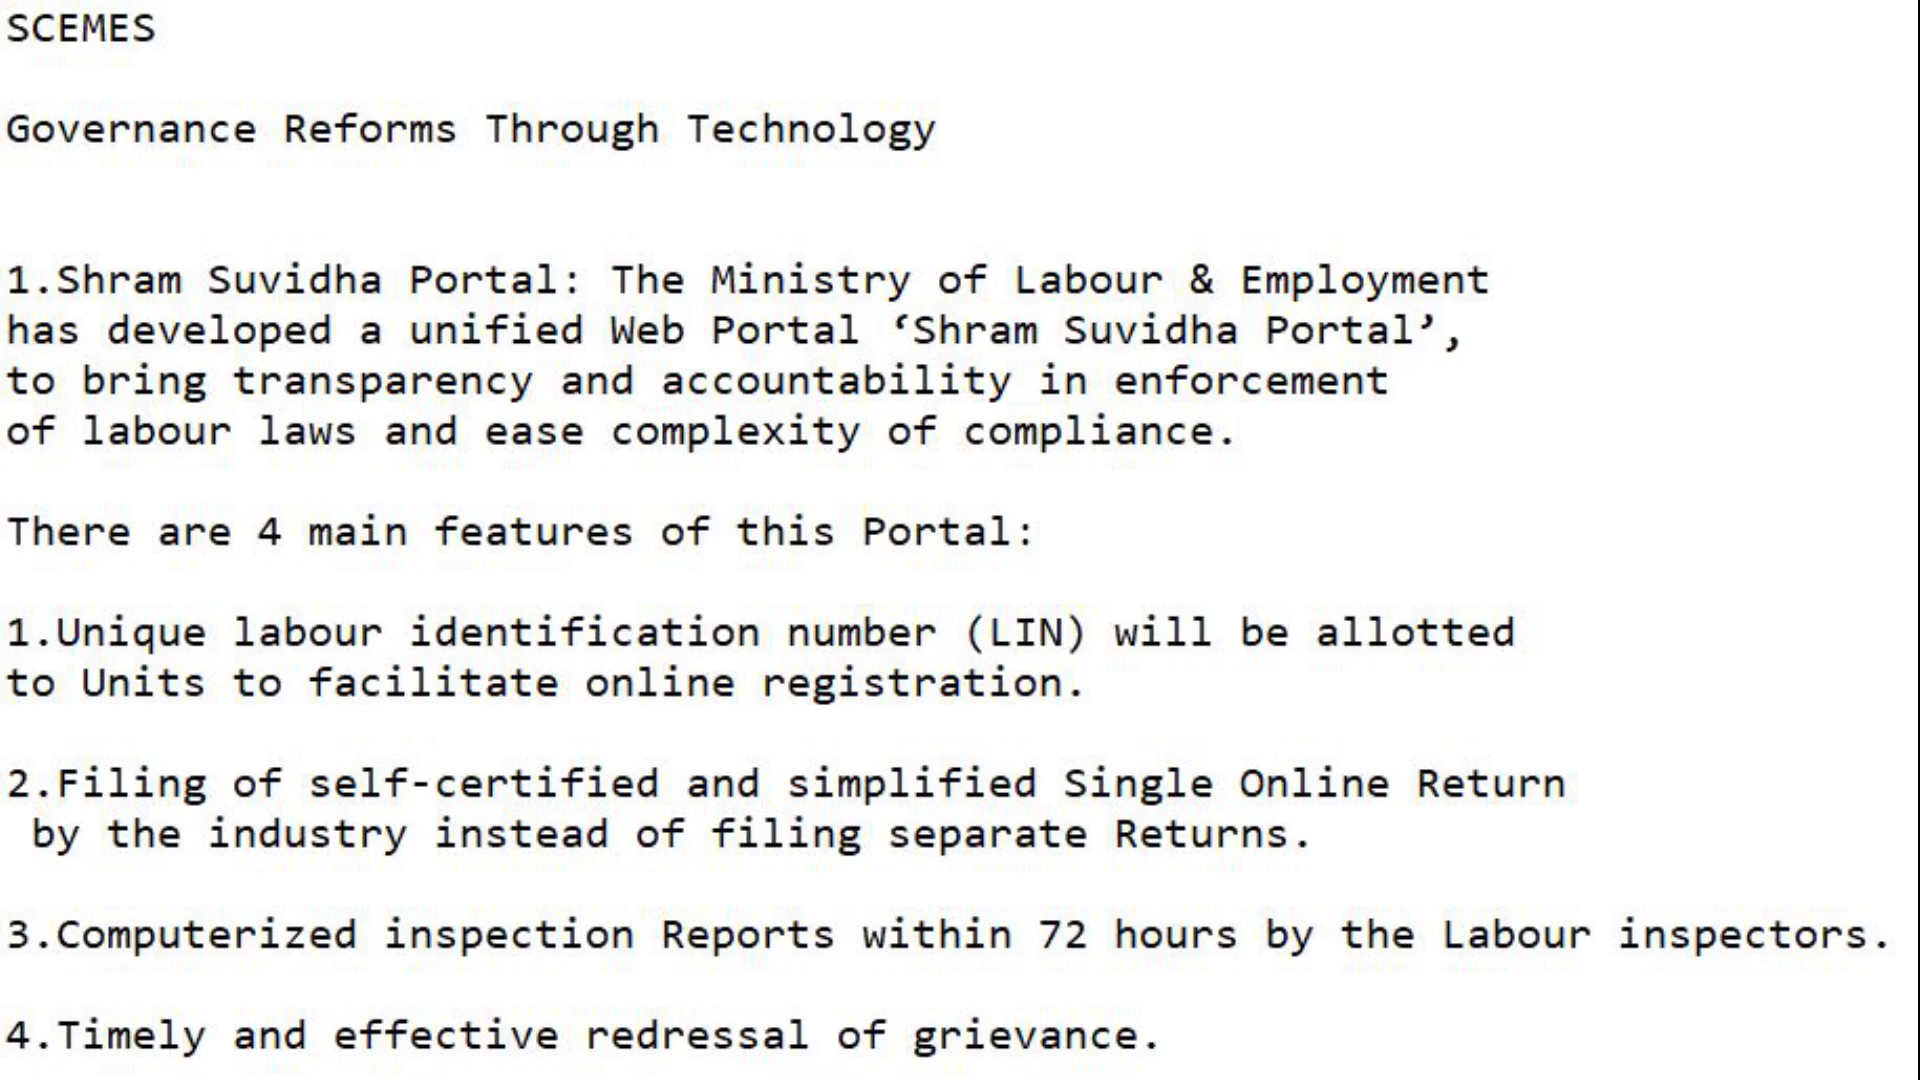 SCEMES
Governance Reforms Through Technology
1.Shram Suvidha Portal: The Ministry of Labour & Employment
has developed a unified Web Portal ‘Shram Suvidha Portal’,
to bring transparency and accountability in enforcement
of labour laws and ease complexity of compliance.
There are 4 main features of this Portal:
1.Unique labour identification number (LIN) will be allotted
to Units to facilitate online registration.
2.Filing of self-certified and simplified Single Online Return
by the industry instead of filing separate Returns.
3.Computerized inspection Reports within 72 hours by the Labour inspectors.
4.Timely and effective redressal of grievance.